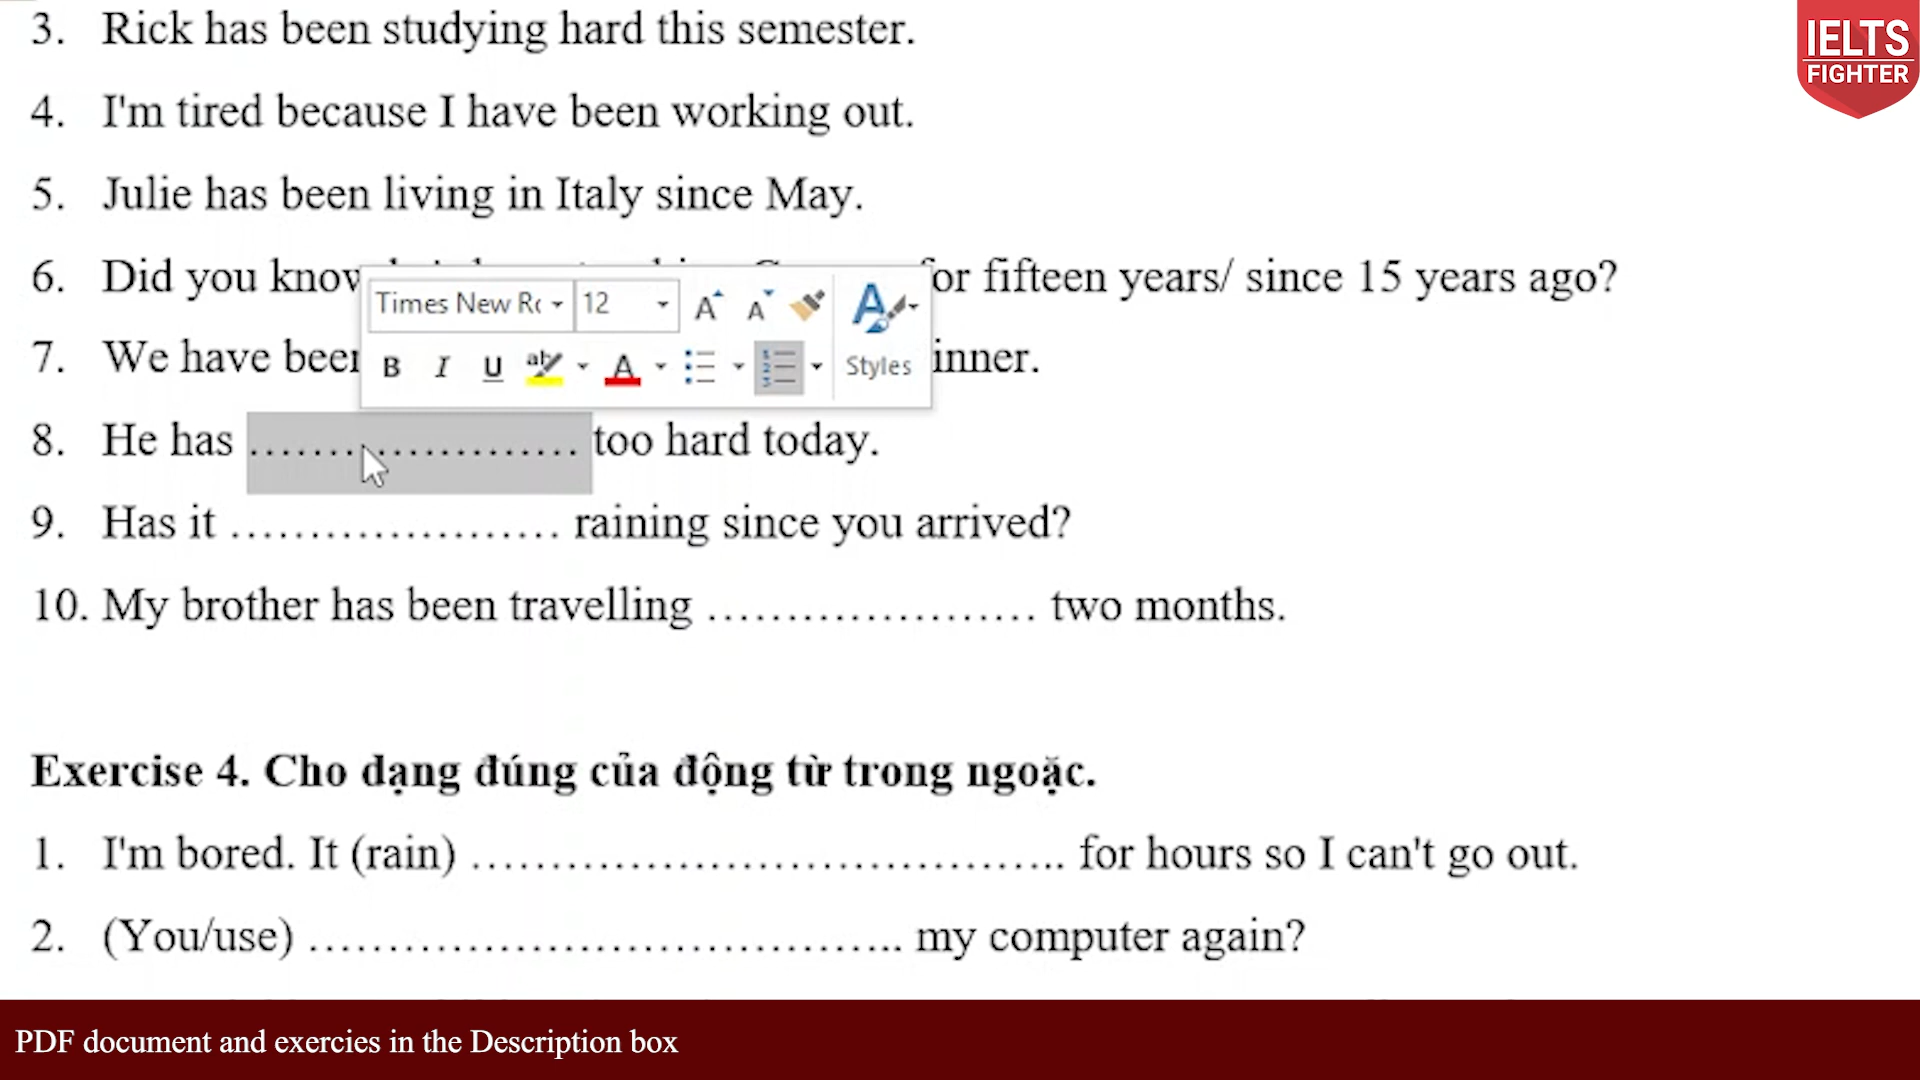 3. Rick has been studying hard this semester.
4. I'm tired because I have been working out.
5. Julie has been living in Italy since May.
6. Did you know for fifteen years/ since 15 years ago?
7. We have been inner.
8. He has ..................... too hard today.
9. Has it ..................... raining since you arrived?
10. My brother has been travelling ..................... two months.
Exercise 4. Cho dạng đúng của động từ trong ngoặc.
1. I'm bored. It (rain) ...................................... for hours so I can't go out.
2. (You/use) ...................................... my computer again?
Times New Ro 12 A A A
B I U ab A Styles
IELTS
FIGHTER
PDF document and exercies in the Description box